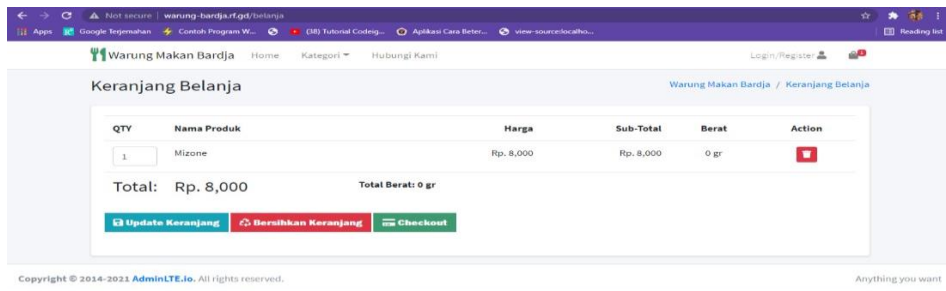 Not secure | warung-bardja.rf.gd/belanja
Apps Google Terjemahan Contoh Program W... (38) Tutorial Codeig... Aplikasi Cara Beter... view-source:localho... Reading list
Warung Makan Bardja Home Kategori Hubungi Kami Login/Register
Keranjang Belanja Warung Makan Bardja / Keranjang Belanja
QTY Nama Produk Harga Sub-Total Berat Action
1 Mizone Rp. 8,000 Rp. 8,000 0 gr
Total: Rp. 8,000 Total Berat: 0 gr
Update Keranjang Bersihkan Keranjang Checkout
Copyright © 2014-2021 AdminLTE.io. All rights reserved. Anything you want